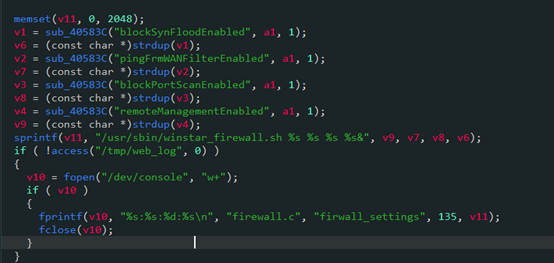 memset(v11, 0, 2048);
v1 = sub_40583C("blockSynFloodEnabled", a1, 1);
v6 = (const char *)strdup(v1);
v2 = sub_40583C("pingFrmWANFilterEnabled", a1, 1);
v7 = (const char *)strdup(v2);
v3 = sub_40583C("blockPortScanEnabled", a1, 1);
v8 = (const char *)strdup(v3);
v4 = sub_40583C("remoteManagementEnabled", a1, 1);
v9 = (const char *)strdup(v4);
sprintf(v11, "/usr/sbin/winstar_firewall.sh %s %s %s %s&", v9, v7, v8, v6);
if ( !access("/tmp/web_log", 0) )
{
v10 = fopen("/dev/console", "w+");
if ( v10 )
{
fprintf(v10, "%s:%s:%d:%s\n", "firewall.c", "firwall_settings", 135, v11);
fclose(v10);
}
}